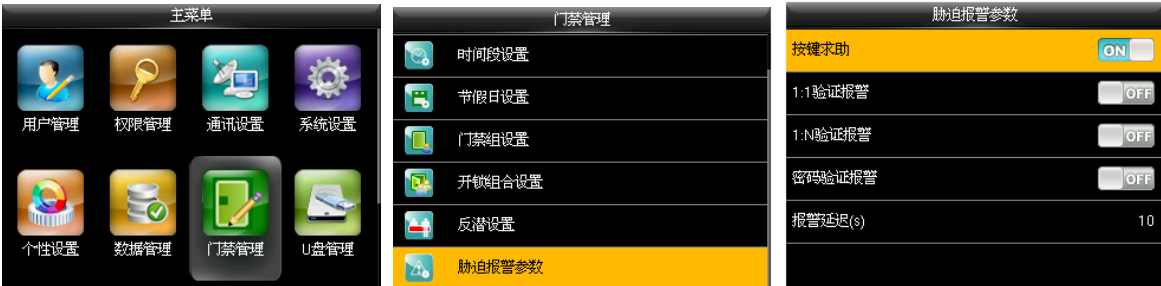 主菜单
用户管理 权限管理 通讯设置 系统设置
个性设置 数据管理 门禁管理 U盘管理
门禁管理
时间段设置
节假日设置
门禁组设置
开锁组合设置
反潜设置
胁迫报警参数
胁迫报警参数
按键求助 ON
1:1验证报警 OFF
1:N验证报警 OFF
密码验证报警 OFF
报警延迟(s) 10